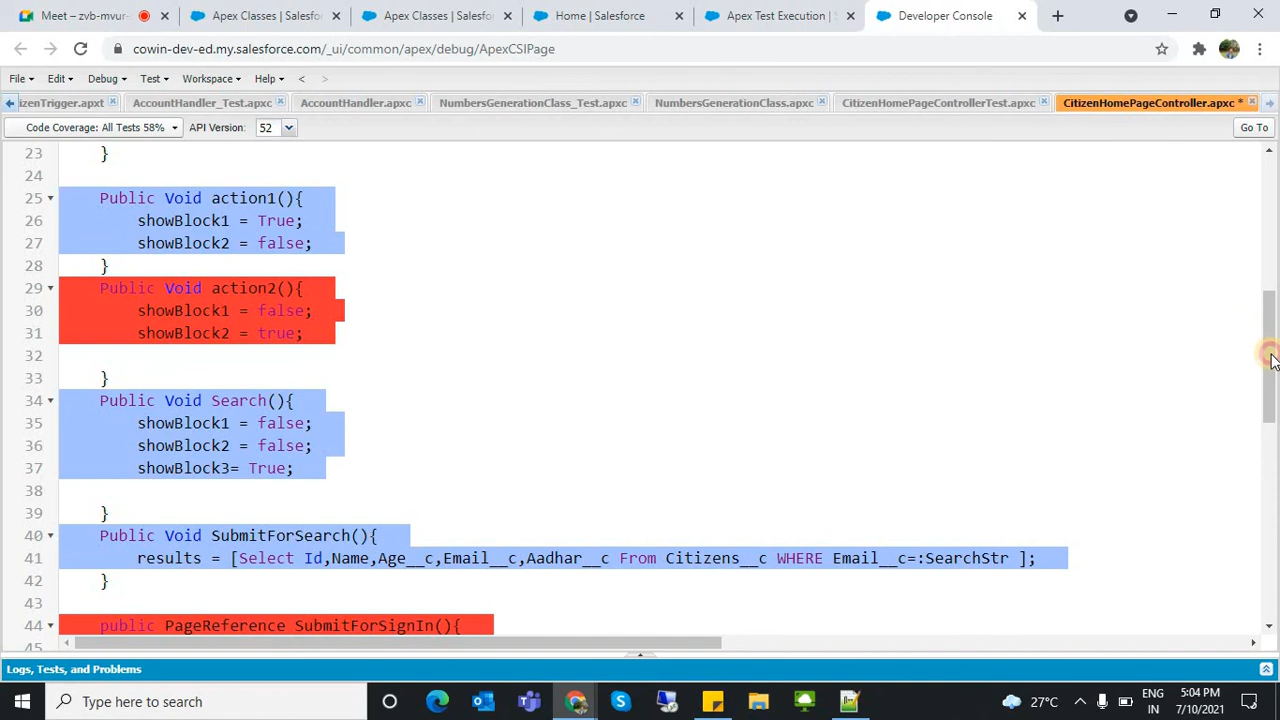 Meet – zvb-mvur-
Apex Classes | Salesfo
Apex Classes | Salesf
Home | Salesforce
Apex Test Execution |
Developer Console
cowin-dev-ed.my.salesforce.com/_ui/common/apex/debug/ApexCSIPage
File Edit Debug Test Workspace Help < >
izenTrigger.apxt AccountHandler_Test.apxc AccountHandler.apxc NumbersGenerationClass_Test.apxc NumbersGenerationClass.apxc CitizenHomePageControllerTest.apxc CitizenHomePageController.apxc *
Code Coverage: All Tests 58% API Version: 52 Go To
23 }
24
25 Public Void action1(){
26 showBlock1 = True;
27 showBlock2 = false;
28 }
29 Public Void action2(){
30 showBlock1 = false;
31 showBlock2 = true;
32
33 }
34 Public Void Search(){
35 showBlock1 = false;
36 showBlock2 = false;
37 showBlock3= True;
38
39 }
40 Public Void SubmitForSearch(){
41 results = [Select Id,Name,Age__c,Email__c,Aadhar__c From Citizens__c WHERE Email__c=:SearchStr ];
42 }
43
44 public PageReference SubmitForSignIn(){
45
Logs, Tests, and Problems
Type here to search
27°C
ENG
IN
5:04 PM
7/10/2021